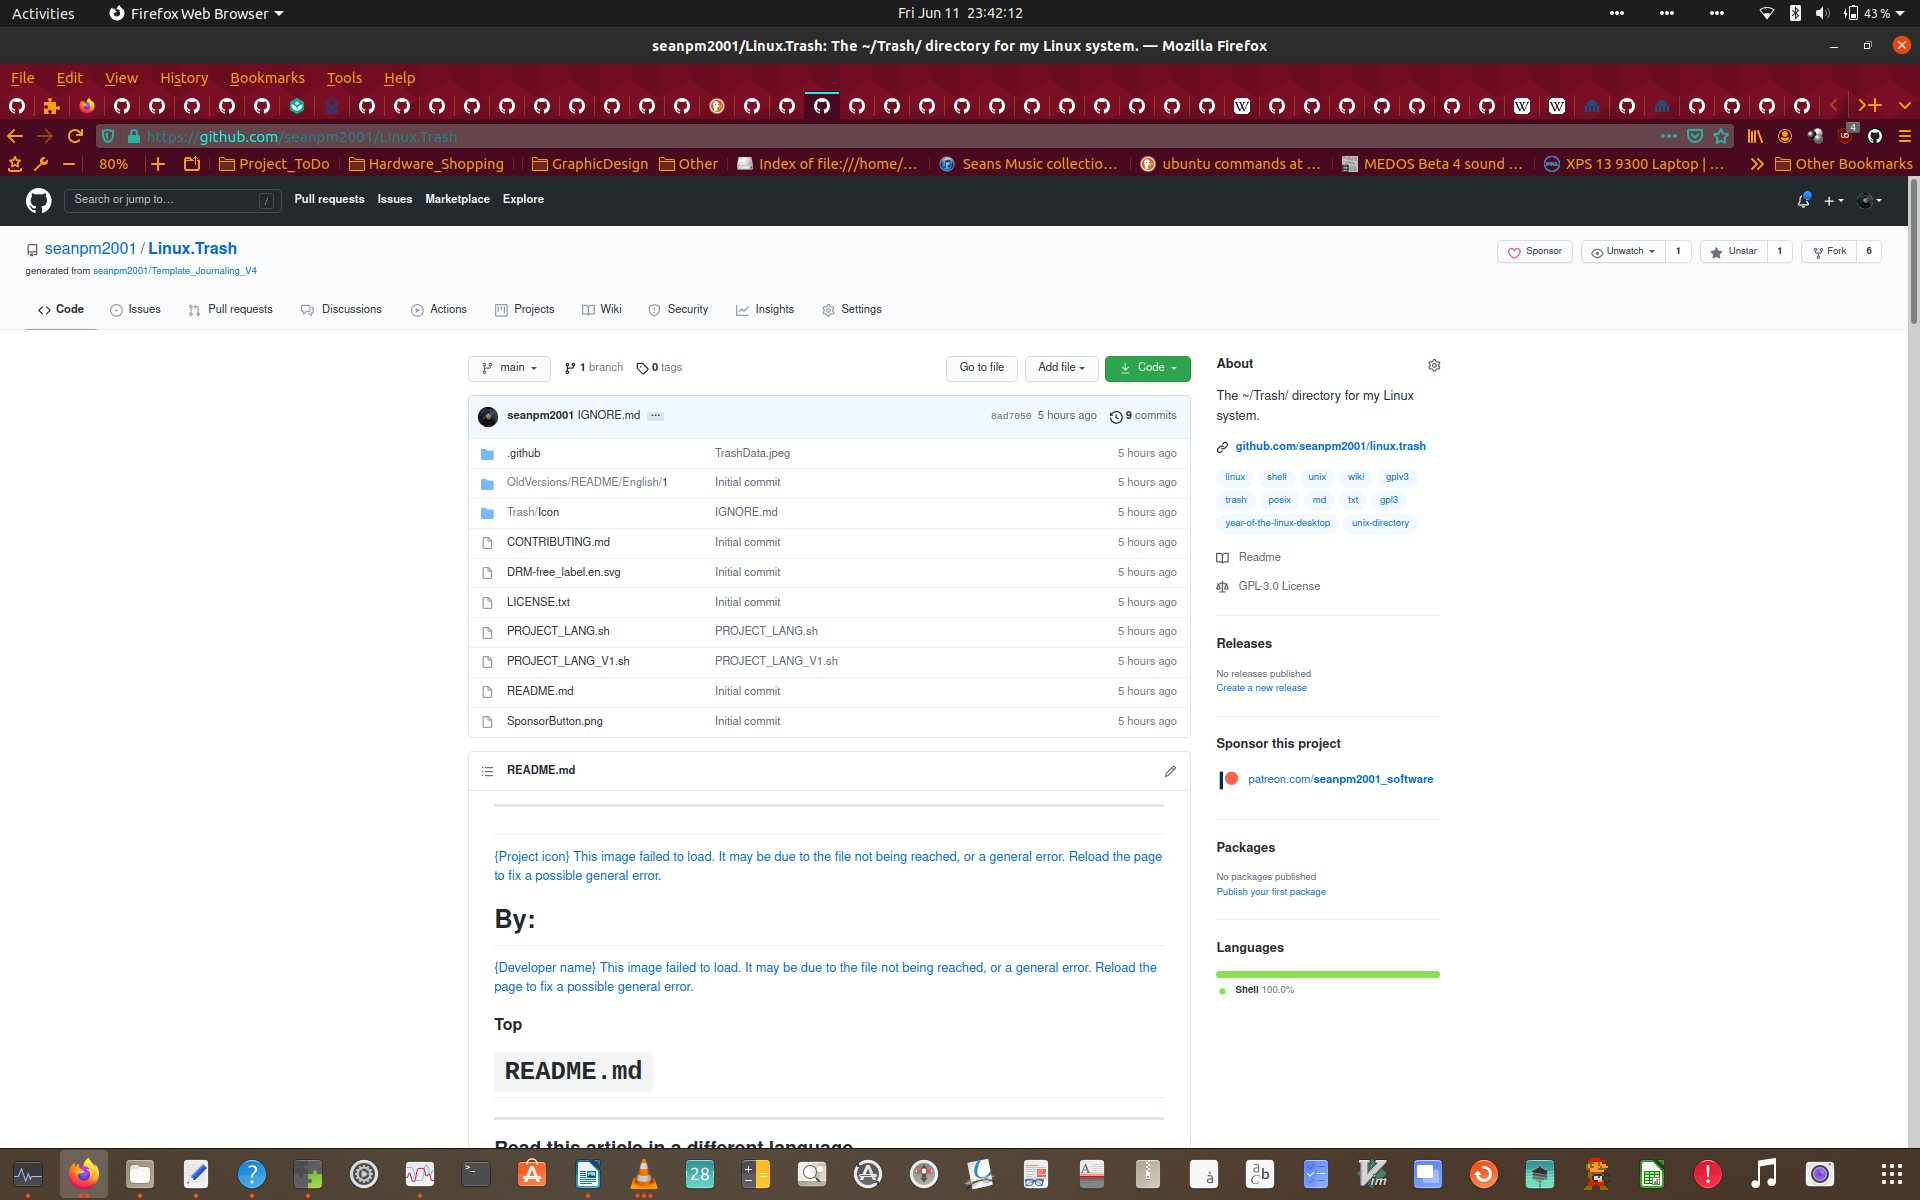 Activities Firefox Web Browser Fri Jun 11 23:42:12 43 %
seanpm2001/Linux.Trash: The ~/Trash/ directory for my Linux system. — Mozilla Firefox
File Edit View History Bookmarks Tools Help
https://github.com/seanpm2001/Linux.Trash 4
80% Project_ToDo Hardware_Shopping GraphicDesign Other Index of file:///home/... Seans Music collectio... ubuntu commands at ... MEDOS Beta 4 sound ... XPS 13 9300 Laptop | ... Other Bookmarks
Search or jump to... / Pull requests Issues Marketplace Explore
seanpm2001 / Linux.Trash Sponsor Unwatch 1 Unstar 1 Fork 6
generated from seanpm2001/Template_Journaling_V4
Code Issues Pull requests Discussions Actions Projects Wiki Security Insights Settings
main 1 branch 0 tags Go to file Add file Code
seanpm2001 IGNORE.md ... 8ad7050 5 hours ago 9 commits
.github TrashData.jpeg 5 hours ago
OldVersions/README/English/1 Initial commit 5 hours ago
Trash/Icon IGNORE.md 5 hours ago
CONTRIBUTING.md Initial commit 5 hours ago
DRM-free_label.en.svg Initial commit 5 hours ago
LICENSE.txt Initial commit 5 hours ago
PROJECT_LANG.sh PROJECT_LANG.sh 5 hours ago
PROJECT_LANG_V1.sh PROJECT_LANG_V1.sh 5 hours ago
README.md Initial commit 5 hours ago
SponsorButton.png Initial commit 5 hours ago
README.md
{Project icon} This image failed to load. It may be due to the file not being reached, or a general error. Reload the page
to fix a possible general error.
By:
{Developer name} This image failed to load. It may be due to the file not being reached, or a general error. Reload the
page to fix a possible general error.
Top
README.md
Read this article in a different language
About
The ~/Trash/ directory for my Linux
system.
github.com/seanpm2001/linux.trash
linux shell unix wiki gplv3
trash posix md txt gpl3
year-of-the-linux-desktop unix-directory
Readme
GPL-3.0 License
Releases
No releases published
Create a new release
Sponsor this project
patreon.com/seanpm2001_software
Packages
No packages published
Publish your first package
Languages
Shell 100.0%
28